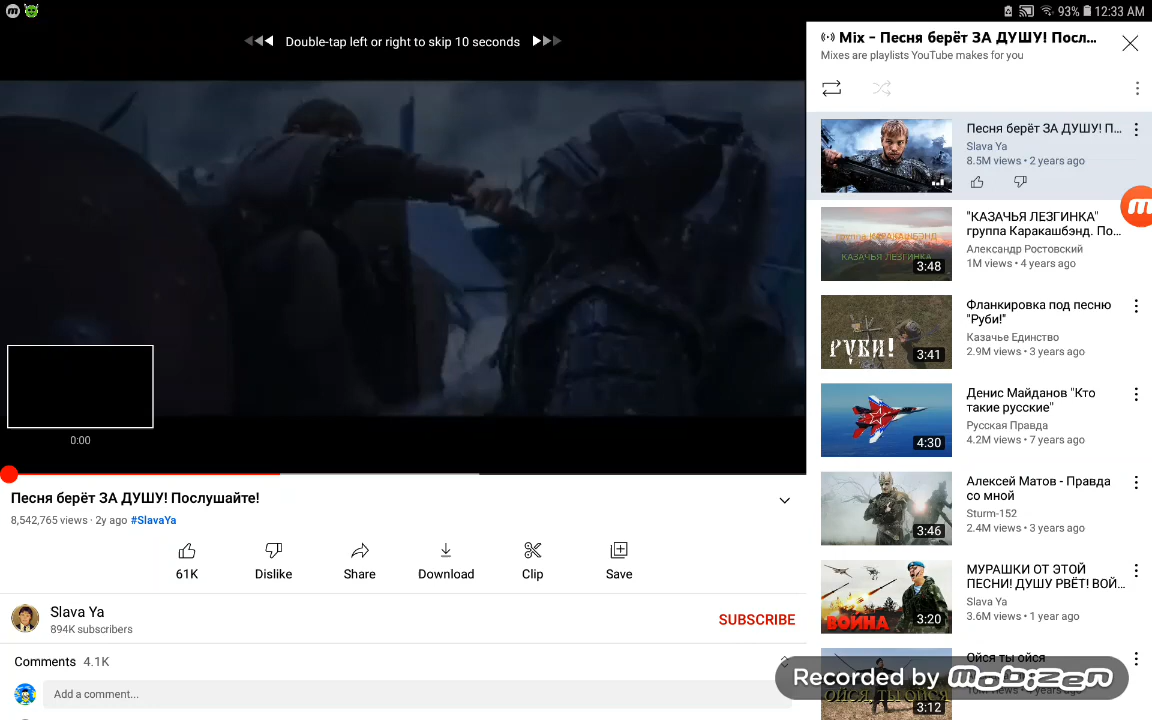 93% 12:33 AM
Double-tap left or right to skip 10 seconds
0:00
Песня берёт ЗА ДУШУ! Послушайте!
8,542,765 views · 2y ago #SlavaYa
61K Dislike Share Download Clip Save
Slava Ya
894K subscribers
SUBSCRIBE
Comments 4.1K
Add a comment...
Mix - Песня берёт ЗА ДУШУ! Посл...
Mixes are playlists YouTube makes for you
Песня берёт ЗА ДУШУ! П...
Slava Ya
8.5M views • 2 years ago
группа КАРАКАШБЭНД
КАЗАЧЬЯ ЛЕЗГИНКА
3:48
"КАЗАЧЬЯ ЛЕЗГИНКА"
группа Каракашбэнд. По...
Александр Ростовский
1M views • 4 years ago
РУБИ!
3:41
Фланкировка под песню
"Руби!"
Казачье Единство
2.9M views • 3 years ago
4:30
Денис Майданов "Кто
такие русские"
Русская Правда
4.2M views • 7 years ago
3:46
Алексей Матов - Правда
со мной
Sturm-152
2.4M views • 3 years ago
ВОЙНА
3:20
МУРАШКИ ОТ ЭТОЙ
ПЕСНИ! ДУШУ РВЁТ! ВОЙ...
Slava Ya
3.6M views • 1 year ago
Ойся ты ойся
ОЙСЯ, ТЫ ОЙСЯ
3:12
Recorded by mobizen